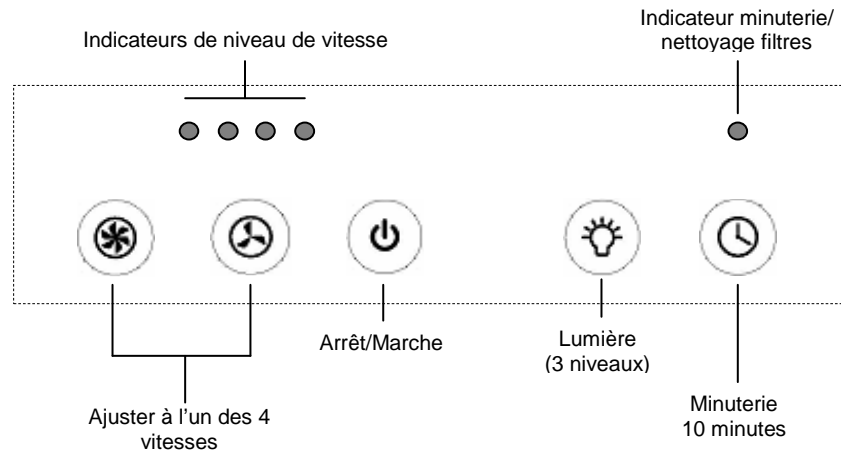 Indicateurs de niveau de vitesse
Indicateur minuterie/
nettoyage filtres
Arrêt/Marche
Lumière
(3 niveaux)
Ajuster à l'un des 4
vitesses
Minuterie
10 minutes